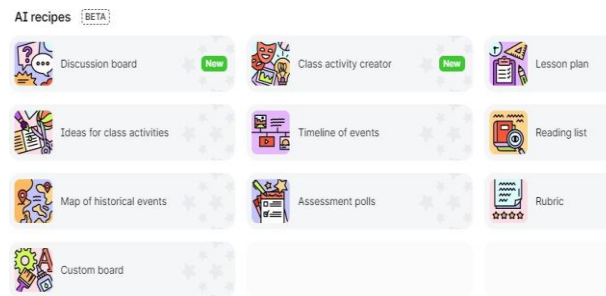 AI recipes BETA
Discussion board New
Class activity creator New
Lesson plan
Ideas for class activities
Timeline of events
Reading list
Map of historical events
Assessment polls
Rubric
Custom board